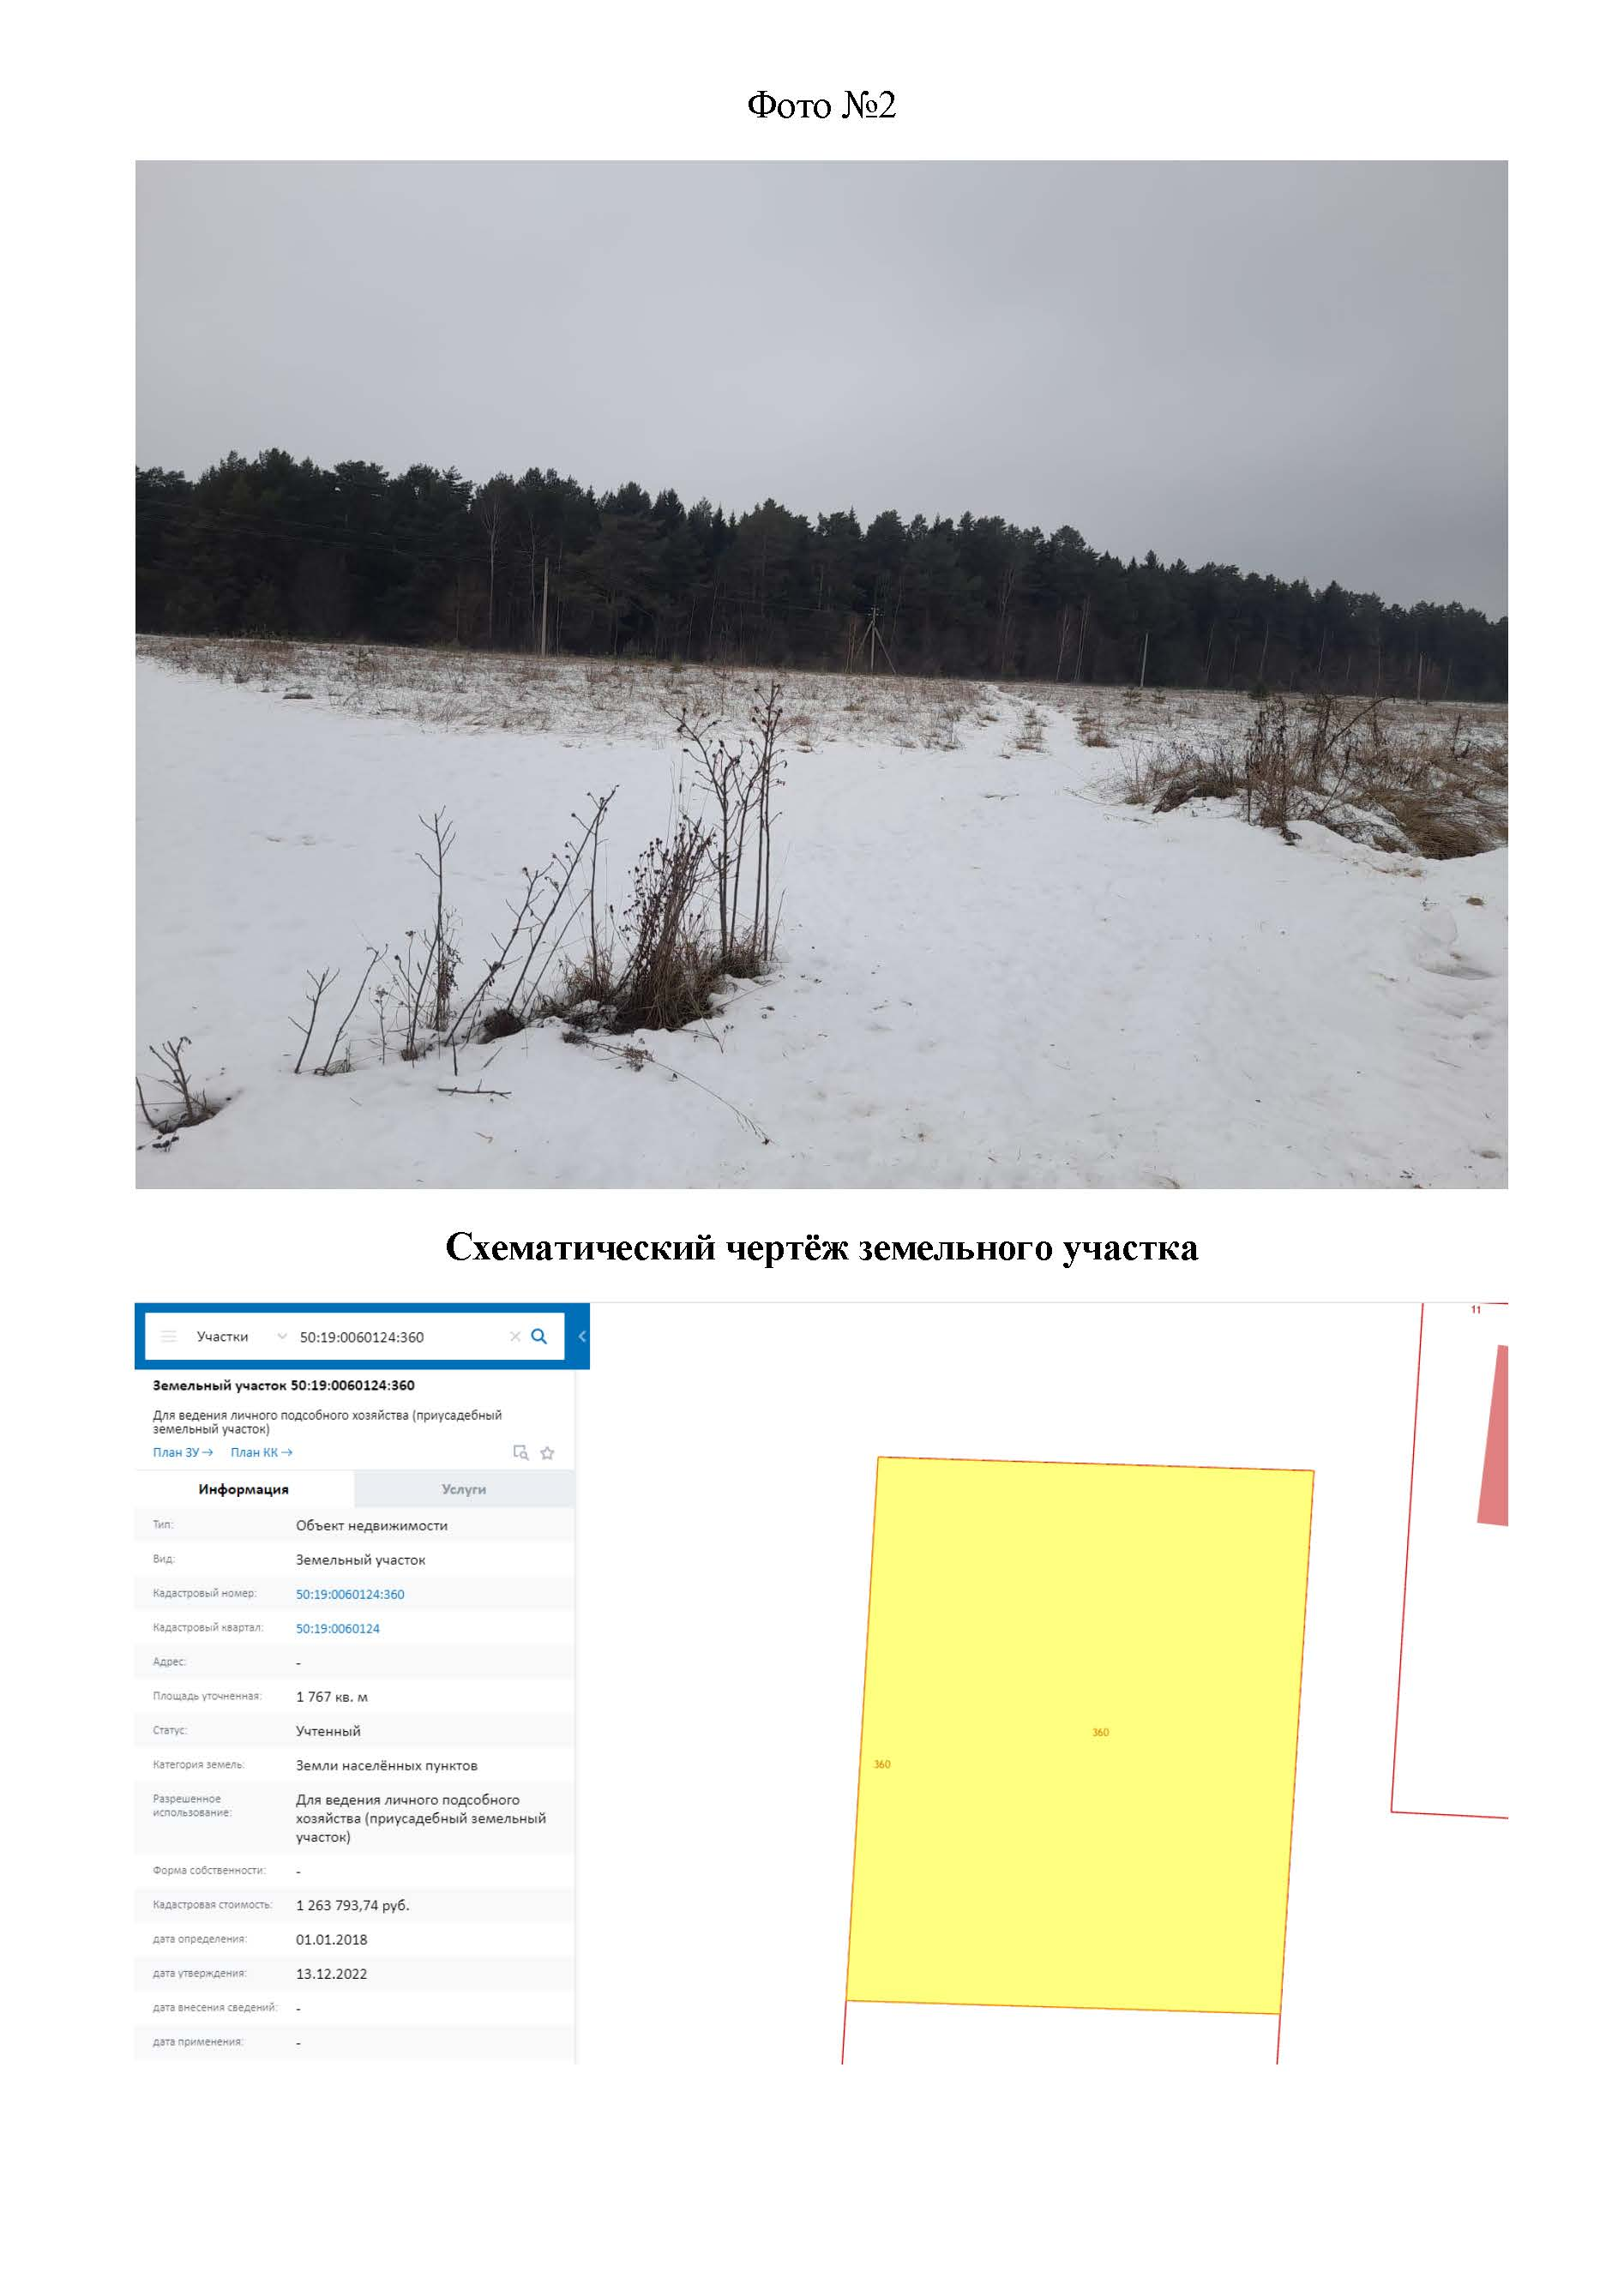 Фото №2
Схематический чертёж земельного участка
Участки 50:19:0060124:360
Земельный участок 50:19:0060124:360
Для ведения личного подсобного хозяйства (приусадебный
земельный участок)
План ЗУ → План КК →
Информация Услуги
Тип: Объект недвижимости
Вид: Земельный участок
Кадастровый номер: 50:19:0060124:360
Кадастровый квартал: 50:19:0060124
Адрес: -
Площадь уточненная: 1 767 кв. м
Статус: Учтенный
Категория земель: Земли населённых пунктов
Разрешенное
использование:
Для ведения личного подсобного
хозяйства (приусадебный земельный
участок)
Форма собственности: -
Кадастровая стоимость: 1 263 793,74 руб.
дата определения: 01.01.2018
дата утверждения: 13.12.2022
дата внесения сведений: -
дата применения: -
11
360
360